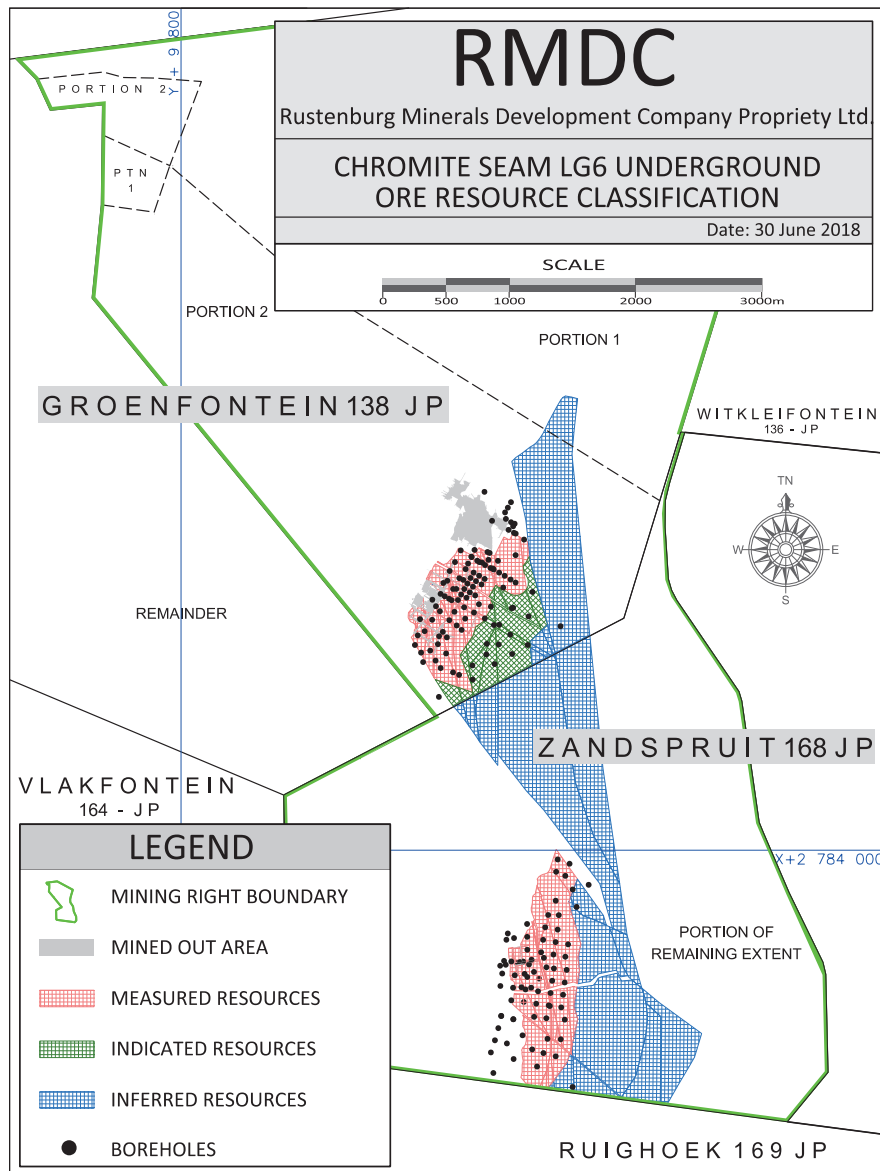 RMDC
Rustenburg Minerals Development Company Propriety Ltd.
CHROMITE SEAM LG6 UNDERGROUND
ORE RESOURCE CLASSIFICATION
Date: 30 June 2018
SCALE
0 500 1000 2000 3000m
Y + 9 800
PORTION 2
PTN
1
PORTION 2
PORTION 1
GROENFONTEIN 138 JP
WITKLEIFONTEIN
136 - JP
TN
W E
S
REMAINDER
ZANDSPRUIT 168 JP
VLAKFONTEIN
164 - JP
X+2 784 000
PORTION OF
REMAINING EXTENT
LEGEND
MINING RIGHT BOUNDARY
MINED OUT AREA
MEASURED RESOURCES
INDICATED RESOURCES
INFERRED RESOURCES
BOREHOLES
RUIGHOEK 169 JP